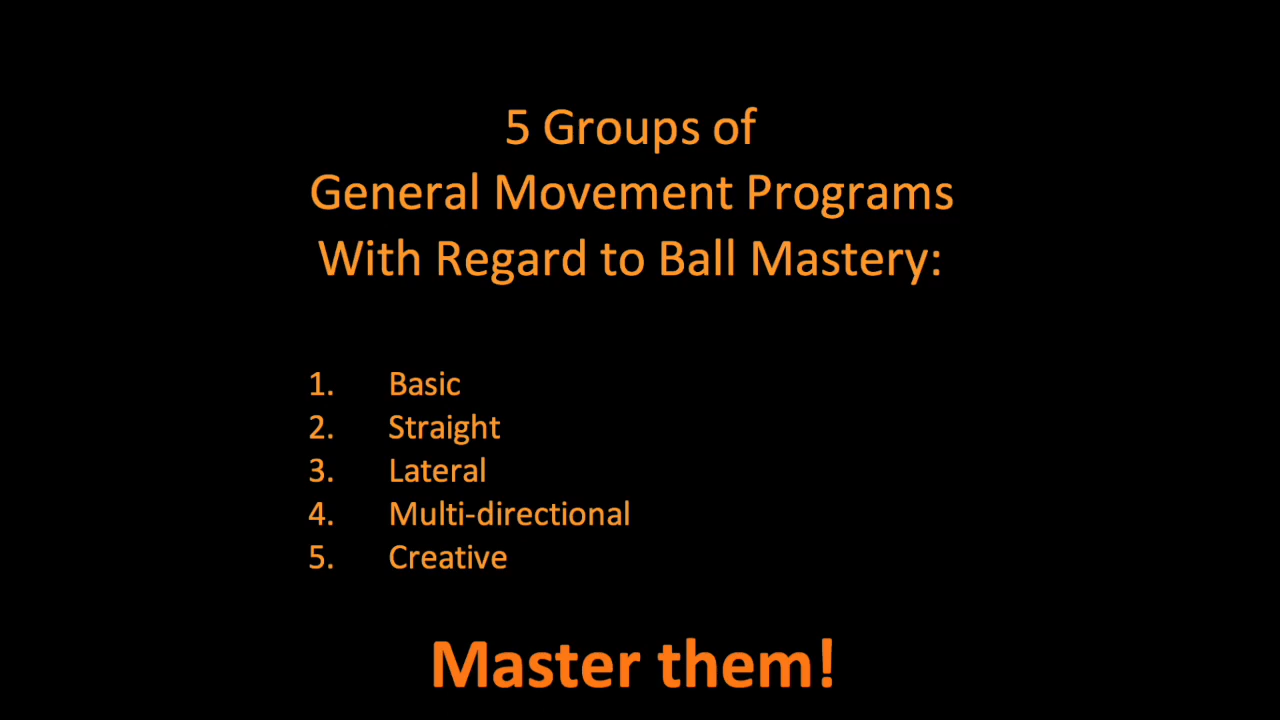 5 Groups of
General Movement Programs
With Regard to Ball Mastery:
1. Basic
2. Straight
3. Lateral
4. Multi-directional
5. Creative
Master them!